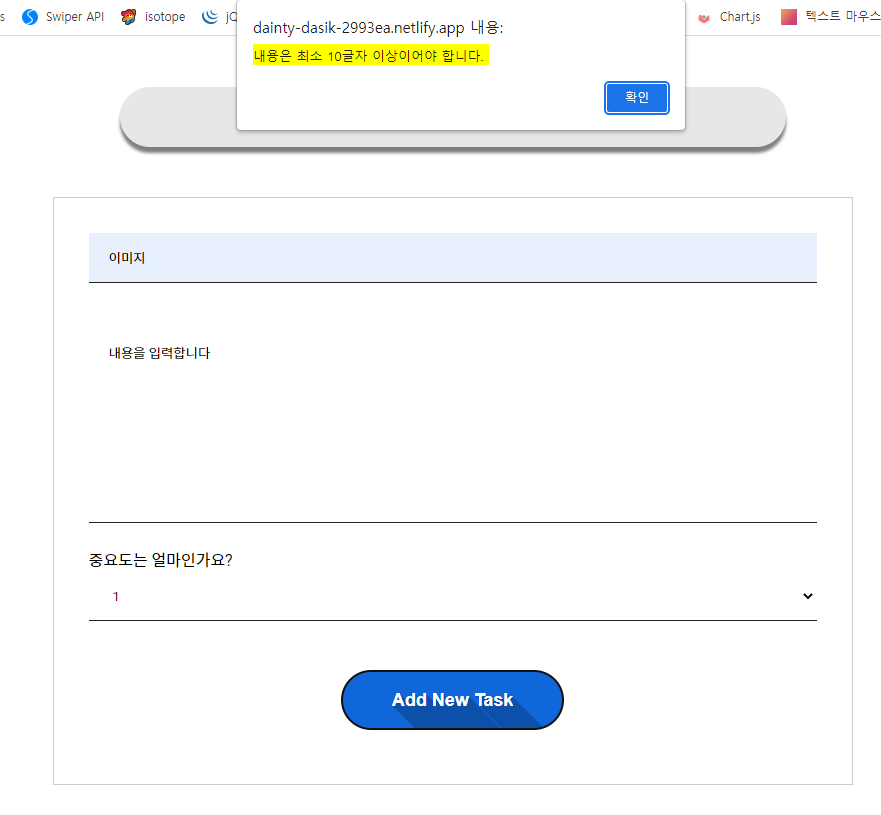 s Swiper API isotope Chart.js 텍스트 마우스
dainty-dasik-2993ea.netlify.app 내용:
내용은 최소 10글자 이상이어야 합니다.
확인
이미지
내용을 입력합니다
중요도는 얼마인가요?
1
Add New Task